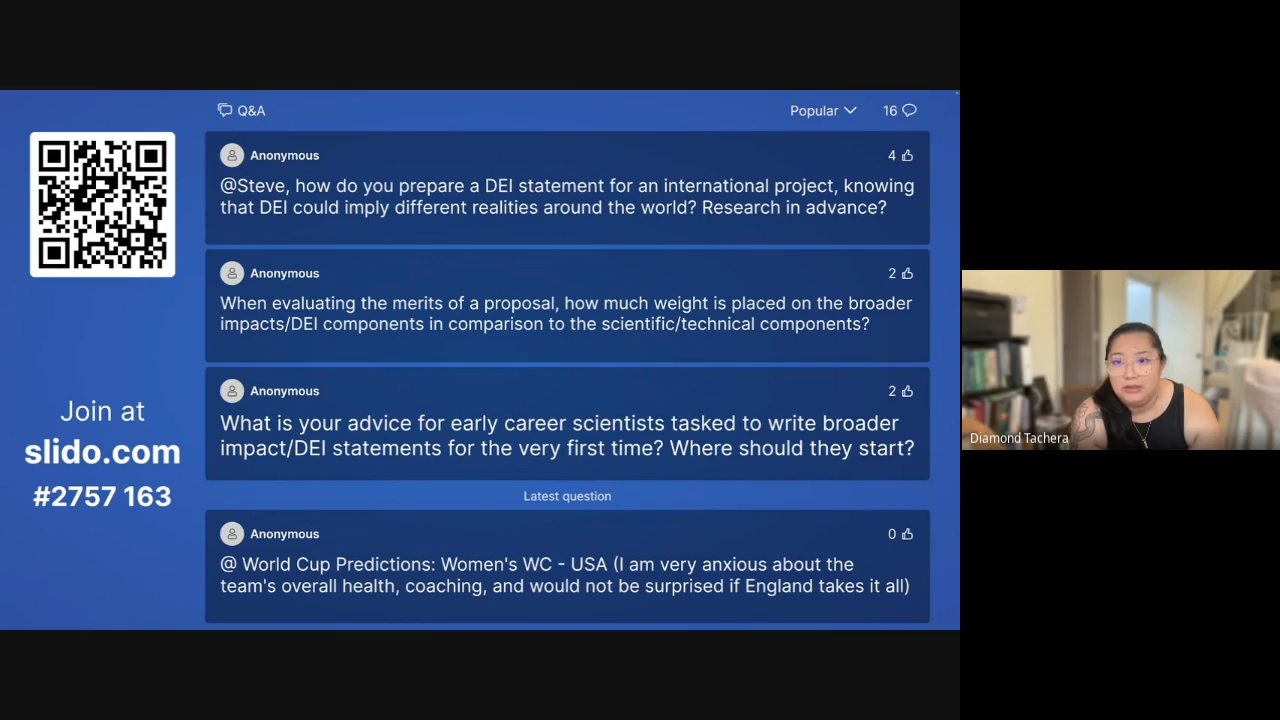 Q&A
Popular
16
Anonymous
4
@Steve, how do you prepare a DEI statement for an international project, knowing
that DEI could imply different realities around the world? Research in advance?
Anonymous
2
When evaluating the merits of a proposal, how much weight is placed on the broader
impacts/DEI components in comparison to the scientific/technical components?
Anonymous
2
What is your advice for early career scientists tasked to write broader
impact/DEI statements for the very first time? Where should they start?
Latest question
Anonymous
0
@ World Cup Predictions: Women's WC - USA (I am very anxious about the
team's overall health, coaching, and would not be surprised if England takes it all)
Join at
slido.com
#2757 163
Diamond Tachera